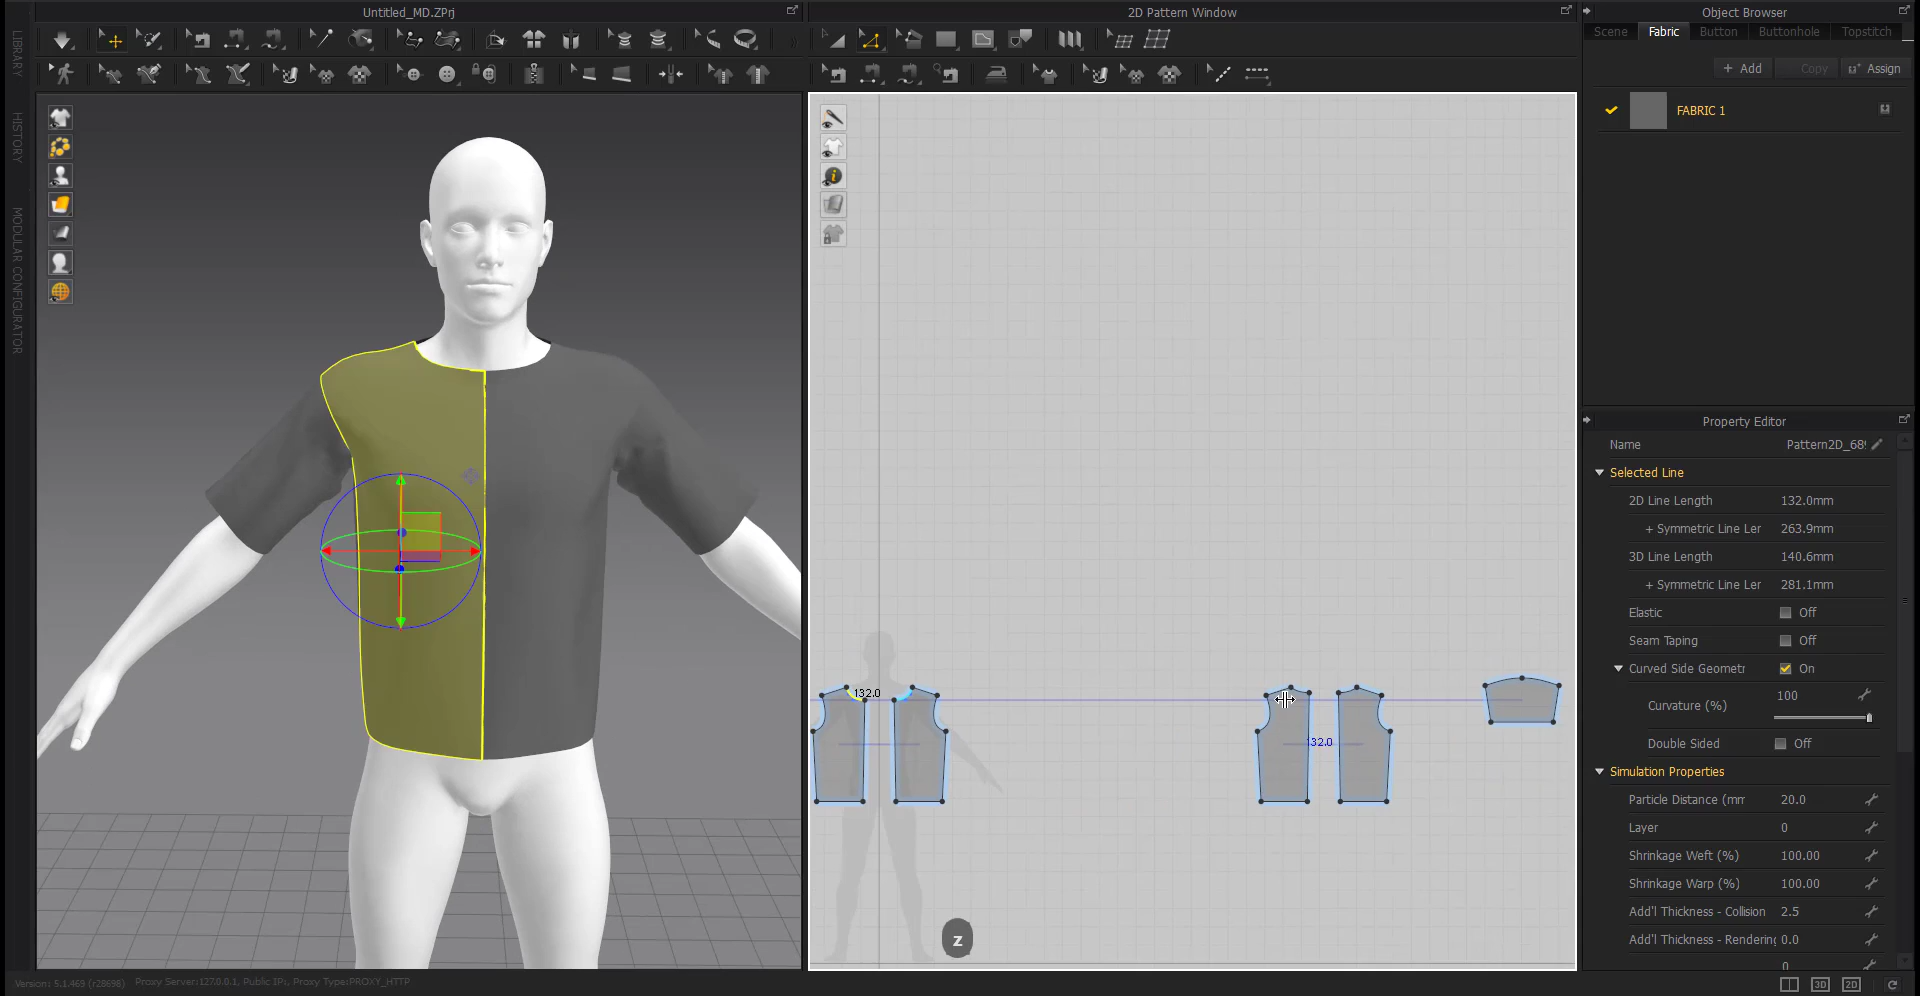 Untitled_MD.ZPrj
2D Pattern Window
Object Browser
LIBRARY
HISTORY
MODULAR CONFIGURATOR
Scene
Fabric
Button
Buttonhole
Topstitch
+ Add
Copy
Assign
FABRIC 1
Property Editor
Name
Pattern2D_689
Selected Line
2D Line Length
132.0mm
+ Symmetric Line Ler
263.9mm
3D Line Length
140.6mm
+ Symmetric Line Ler
281.1mm
Elastic
Off
Seam Taping
Off
Curved Side Geometr
On
Curvature (%)
100
Double Sided
Off
Simulation Properties
Particle Distance (mm
20.0
Layer
0
Shrinkage Weft (%)
100.00
Shrinkage Warp (%)
100.00
Add'l Thickness - Collision
2.5
Add'l Thickness - Rendering
0.0
0
132.0
132.0
z
Version: 5.1.469 (r28698)
Proxy Server:127.0.0.1, Public IP:, Proxy Type:PROXY_HTTP
3D
2D